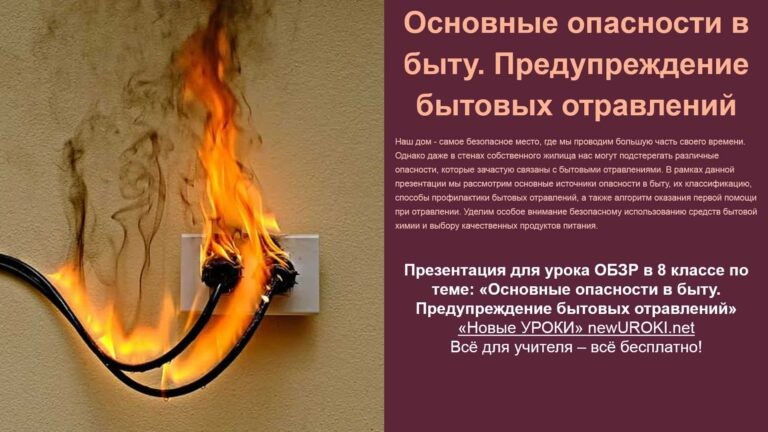 Основные опасности в
быту. Предупреждение
бытовых отравлений
Наш дом - самое безопасное место, где мы проводим большую часть своего времени.
Однако даже в стенах собственного жилища нас могут подстерегать различные
опасности, которые зачастую связаны с бытовыми отравлениями. В рамках данной
презентации мы рассмотрим основные источники опасности в быту, их классификацию,
способы профилактики бытовых отравлений, а также алгоритм оказания первой помощи
при отравлении. Уделим особое внимание безопасному использованию средств бытовой
химии и выбору качественных продуктов питания.
Презентация для урока ОБЗР в 8 классе по
теме: «Основные опасности в быту.
Предупреждение бытовых отравлений»
«Новые УРОКИ» newUROKI.net
Всё для учителя – всё бесплатно!